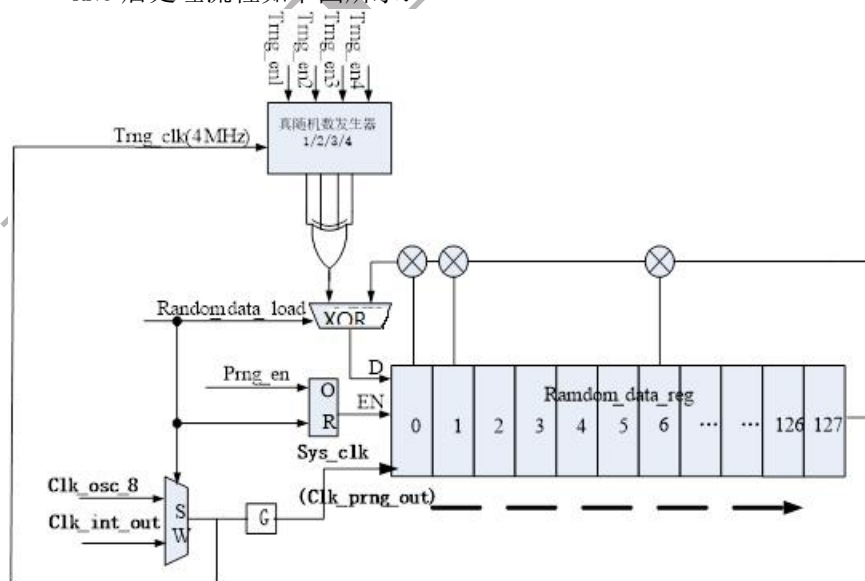 Trng_en1
Trng_en2
Trng_en3
Trng_en4
真随机数发生器
1/2/3/4
Trng_clk(4MHz)
Randomdata_load
XOR
Prng_en
O
R
D
EN
Ramdom_data_reg
0 1 2 3 4 5 6 ... ... 126 127
Sys_clk
(Clk_prng_out)
Clk_osc_8
Clk_int_out
S
W
G